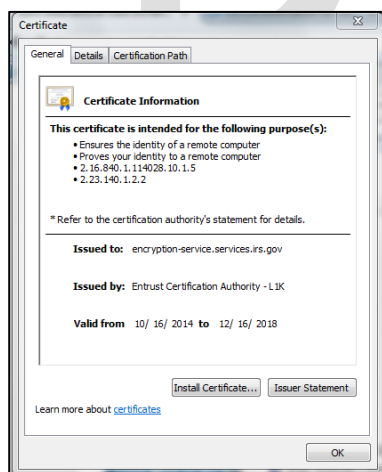 Certificate
General Details Certification Path
Certificate Information
This certificate is intended for the following purpose(s):
• Ensures the identity of a remote computer
• Proves your identity to a remote computer
• 2.16.840.1.114028.10.1.5
• 2.23.140.1.2.2
* Refer to the certification authority's statement for details.
Issued to: encryption-service.services.irs.gov
Issued by: Entrust Certification Authority - L1K
Valid from 10/ 16/ 2014 to 12/ 16/ 2018
Install Certificate... Issuer Statement
Learn more about certificates
OK